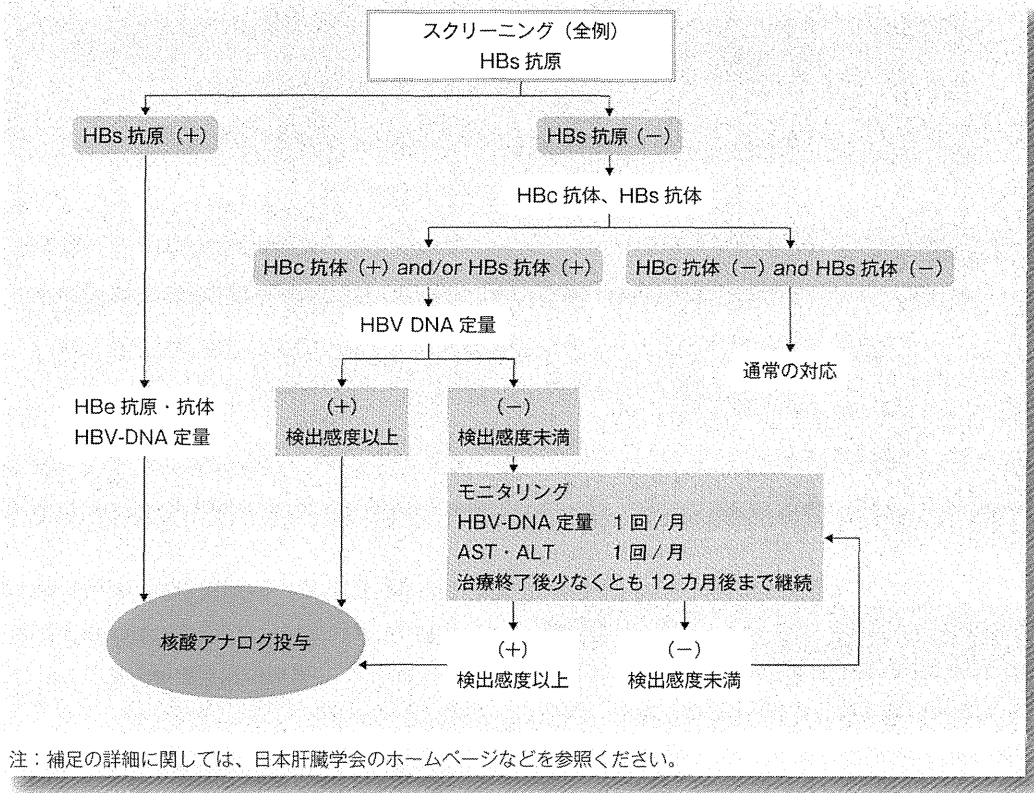 スクリーニング（全例）
HBs 抗原
HBs 抗原（＋）
HBs 抗原（－）
HBc 抗体、HBs 抗体
HBc 抗体（＋）and/or HBs 抗体（＋）
HBc 抗体（－）and HBs 抗体（－）
HBV DNA 定量
通常の対応
HBe 抗原・抗体
HBV-DNA 定量
（＋）
検出感度以上
（－）
検出感度未満
モニタリング
HBV-DNA 定量　1 回 / 月
AST・ALT　1 回 / 月
治療終了後少なくとも 12 カ月後まで継続
核酸アナログ投与
（＋）
検出感度以上
（－）
検出感度未満
注：補足の詳細に関しては、日本肝臓学会のホームページなどを参照ください。